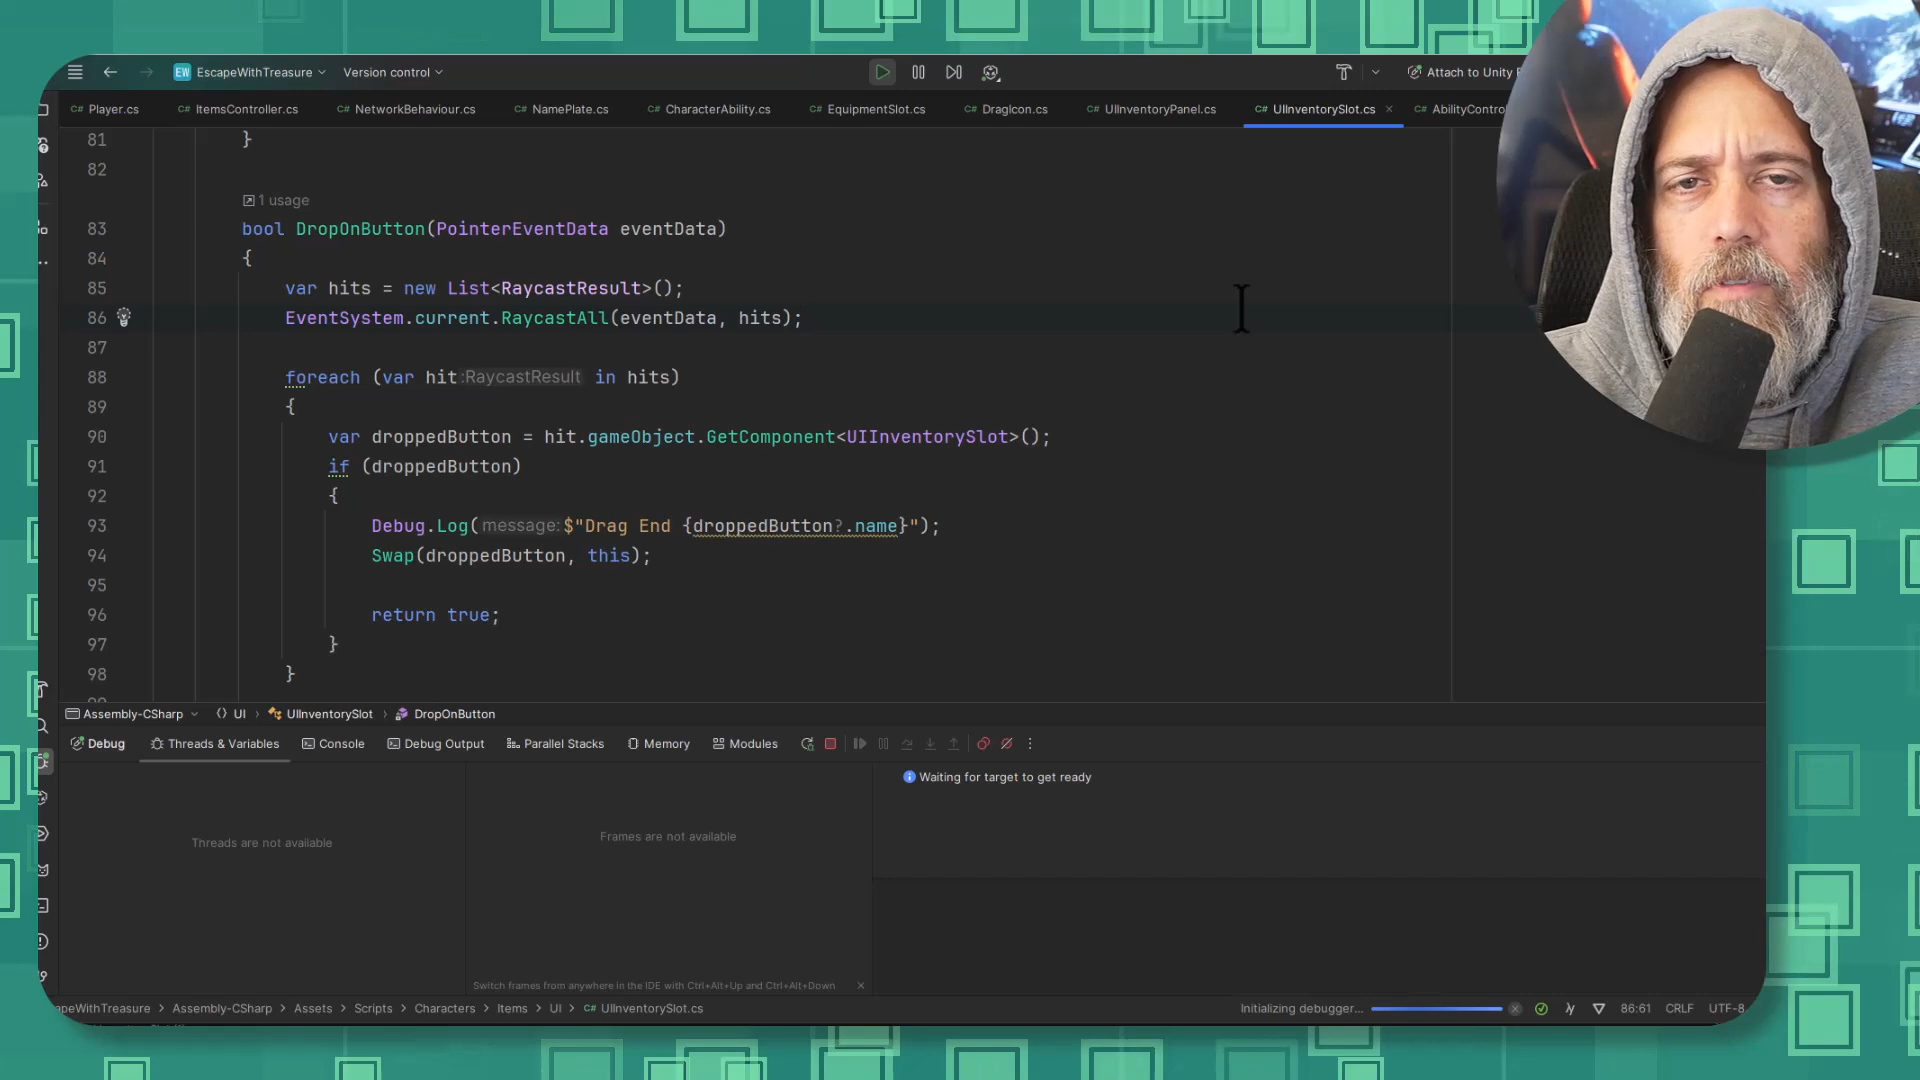 EW EscapeWithTreasure Version control Attach to Unity E
Player.cs ItemsController.cs NetworkBehaviour.cs NamePlate.cs CharacterAbility.cs EquipmentSlot.cs DragIcon.cs UIInventoryPanel.cs UIInventorySlot.cs AbilityContro
81 }
82
1 usage
83 bool DropOnButton(PointerEventData eventData)
84 {
85 var hits = new List<RaycastResult>();
86 EventSystem.current.RaycastAll(eventData, hits);
87
88 foreach (var hit :RaycastResult in hits)
89 {
90 var droppedButton = hit.gameObject.GetComponent<UIInventorySlot>();
91 if (droppedButton)
92 {
93 Debug.Log( message: $"Drag End {droppedButton?.name}");
94 Swap(droppedButton, this);
95
96 return true;
97 }
98 }
Assembly-CSharp UI UIInventorySlot DropOnButton
Debug Threads & Variables Console Debug Output Parallel Stacks Memory Modules
Waiting for target to get ready
Threads are not available
Frames are not available
Switch frames from anywhere in the IDE with Ctrl+Alt+Up and Ctrl+Alt+Down
capeWithTreasure Assembly-CSharp Assets Scripts Characters Items UI UIInventorySlot.cs Initializing debugger... 86:61 CRLF UTF-8